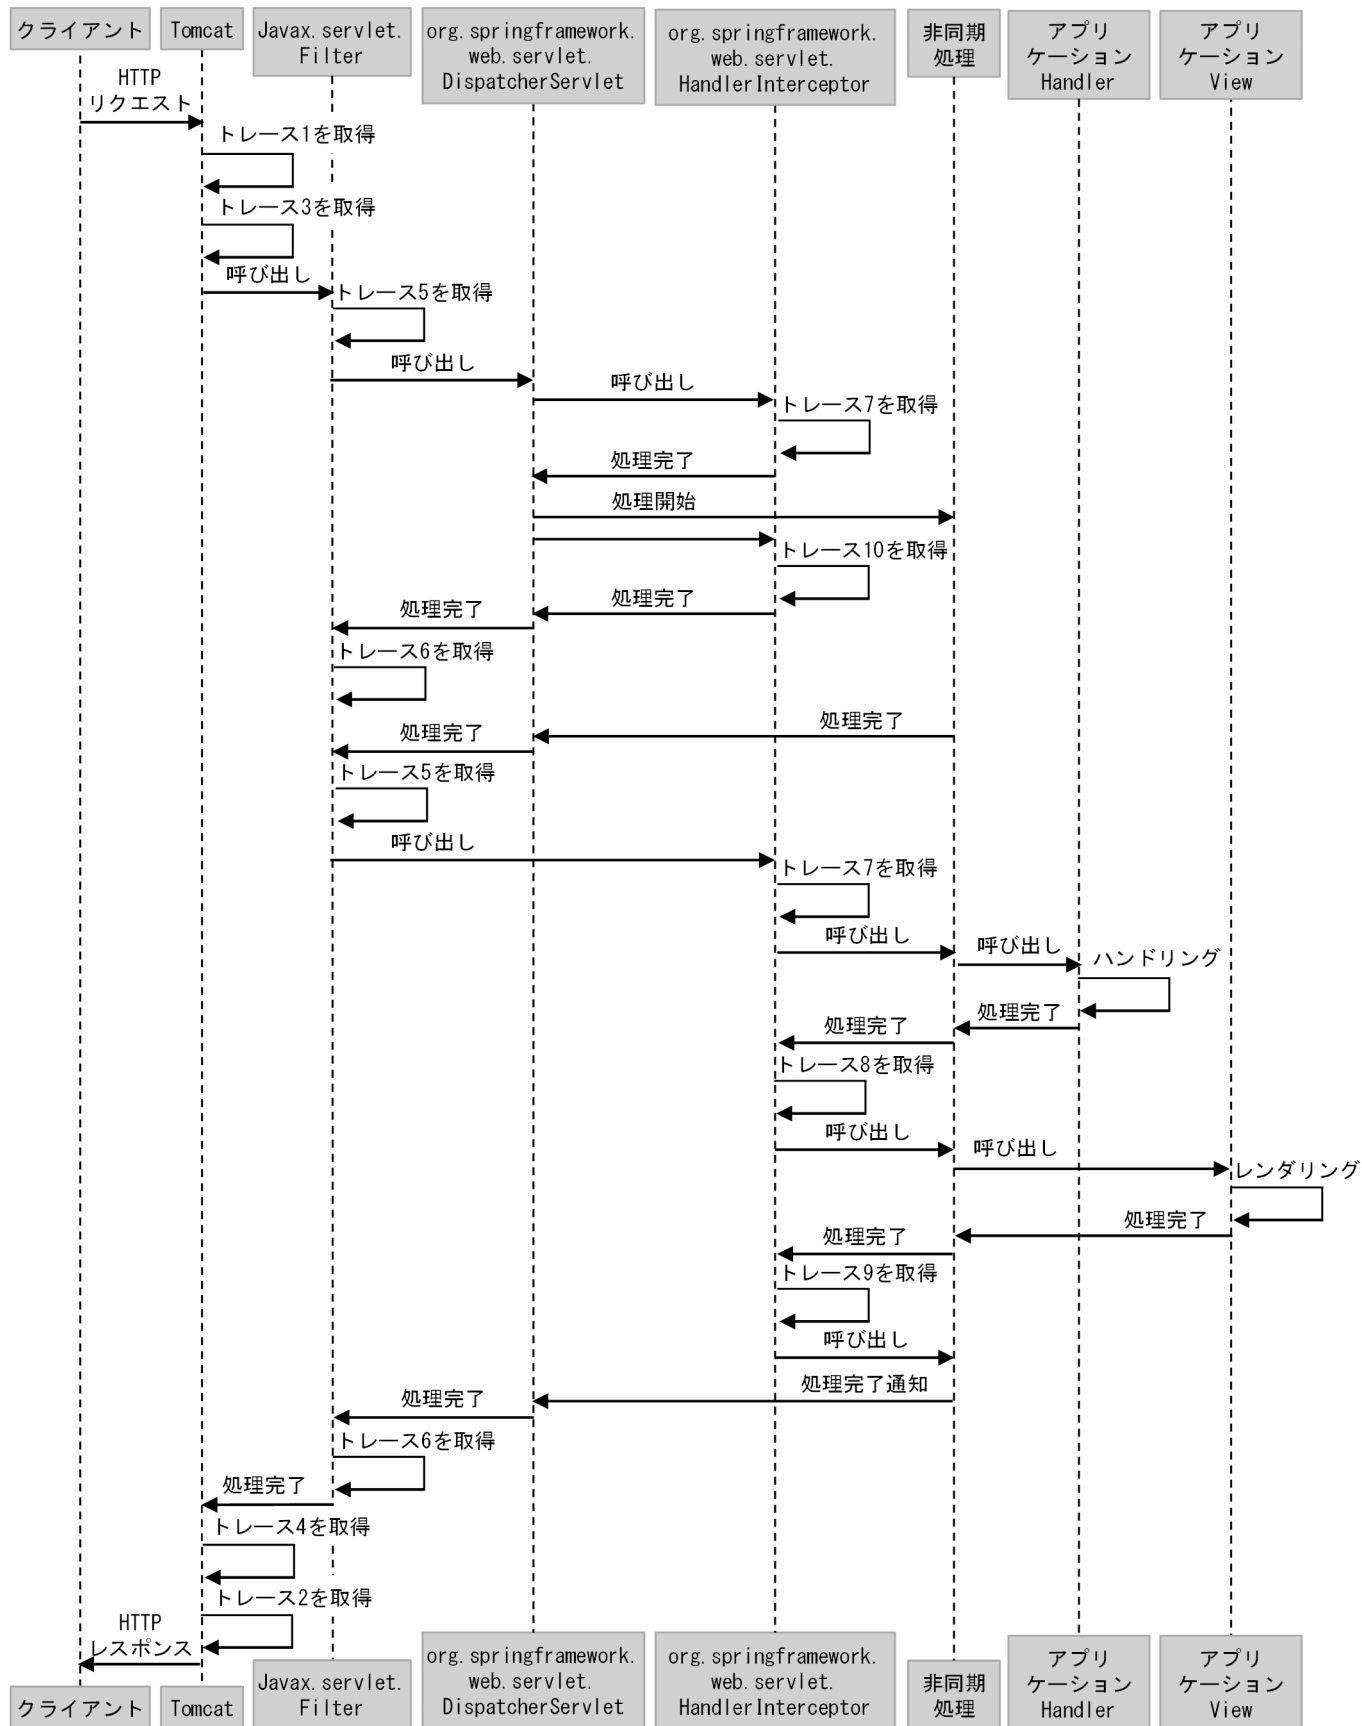 クライアント
Tomcat
Javax.servlet.
Filter
org.springframework.
web.servlet.
DispatcherServlet
org.springframework.
web.servlet.
HandlerInterceptor
非同期
処理
アプリ
ケーション
Handler
アプリ
ケーション
View
HTTP
リクエスト
トレース1を取得
トレース3を取得
呼び出し
トレース5を取得
呼び出し
呼び出し
トレース7を取得
処理完了
処理開始
トレース10を取得
処理完了
処理完了
トレース6を取得
処理完了
処理完了
トレース5を取得
呼び出し
トレース7を取得
呼び出し
呼び出し
ハンドリング
処理完了
処理完了
トレース8を取得
呼び出し
呼び出し
レンダリング
処理完了
処理完了
トレース9を取得
呼び出し
処理完了通知
処理完了
トレース6を取得
処理完了
トレース4を取得
トレース2を取得
HTTP
レスポンス
クライアント
Tomcat
Javax.servlet.
Filter
org.springframework.
web.servlet.
DispatcherServlet
org.springframework.
web.servlet.
HandlerInterceptor
非同期
処理
アプリ
ケーション
Handler
アプリ
ケーション
View